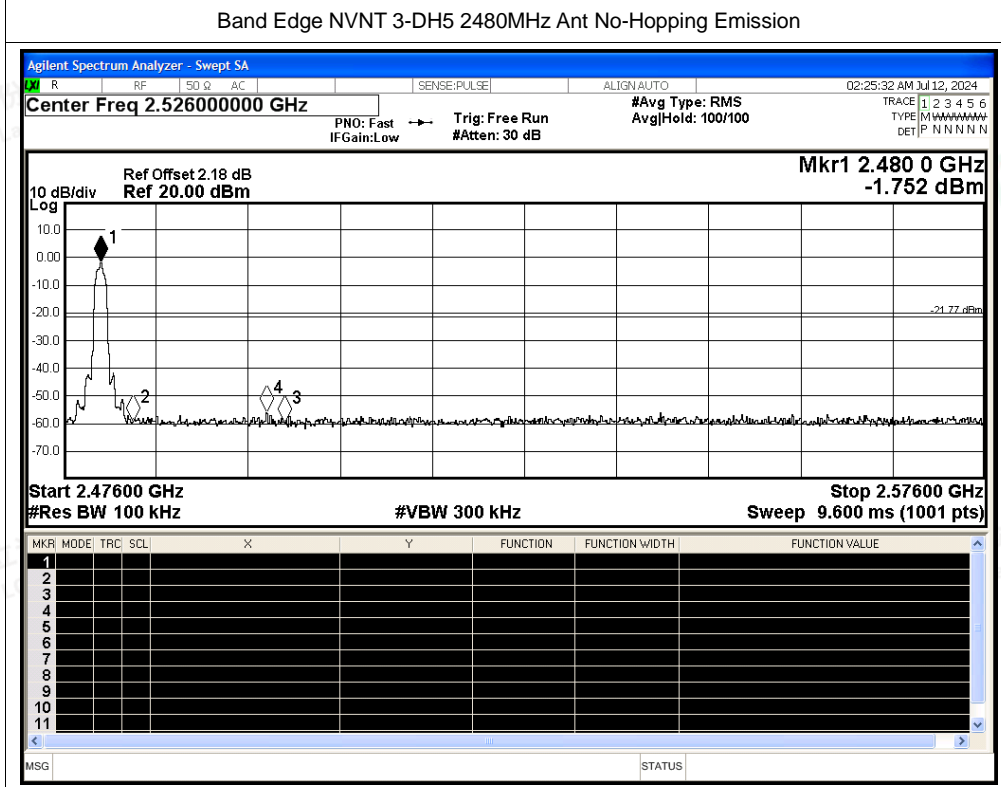 Band Edge NVNT 3-DH5 2480MHz Ant No-Hopping Emission
Agilent Spectrum Analyzer - Swept SA
LXI R RF 50 Ω AC SENSE:PULSE ALIGN AUTO 02:25:32 AM Jul 12, 2024
Center Freq 2.526000000 GHz #Avg Type: RMS TRACE 1 2 3 4 5 6
PNO: Fast Trig: Free Run Avg|Hold: 100/100 TYPE M
IFGain:Low #Atten: 30 dB DET P N N N N N
Mkr1 2.480 0 GHz
Ref Offset 2.18 dB
-1.752 dBm
10 dB/div Ref 20.00 dBm
Log
10.0
1
0.00
-10.0
-20.0
-21.77 dBm
-30.0
-40.0
-50.0
2 4 3
-60.0
-70.0
Start 2.47600 GHz Stop 2.57600 GHz
#Res BW 100 kHz #VBW 300 kHz Sweep 9.600 ms (1001 pts)
MKR MODE TRC SCL X Y FUNCTION FUNCTION WIDTH FUNCTION VALUE
1
2
3
4
5
6
7
8
9
10
11
MSG STATUS